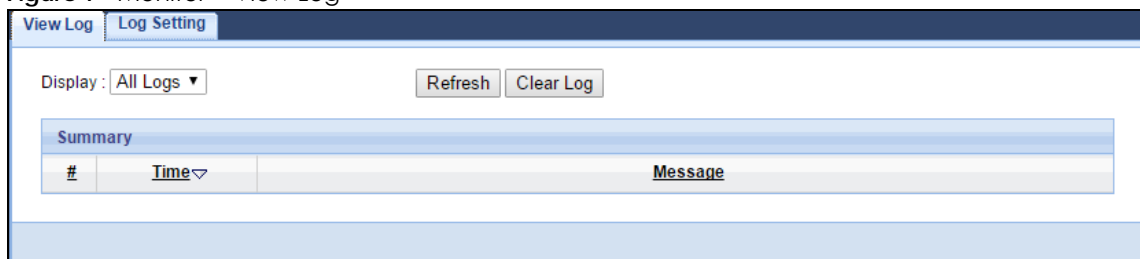 View Log Log Setting
Display : All Logs ▼ Refresh Clear Log
Summary
# Time Message